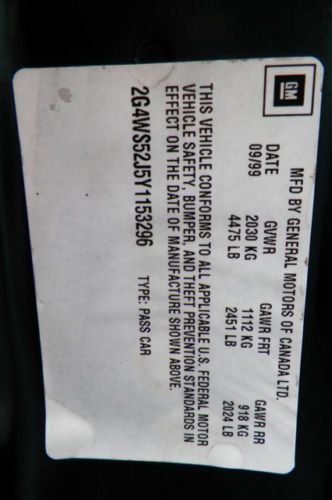 GM
MFD BY GENERAL MOTORS OF CANADA LTD.
DATE GVWR GAWR FRT GAWR RR
09/99 2030 KG 1112 KG 918 KG
4475 LB 2451 LB 2024 LB
THIS VEHICLE CONFORMS TO ALL APPLICABLE U.S. FEDERAL MOTOR
VEHICLE SAFETY, BUMPER, AND THEFT PREVENTION STANDARDS IN
EFFECT ON THE DATE OF MANUFACTURE SHOWN ABOVE.
2G4WS52J5Y1153296 TYPE: PASS CAR